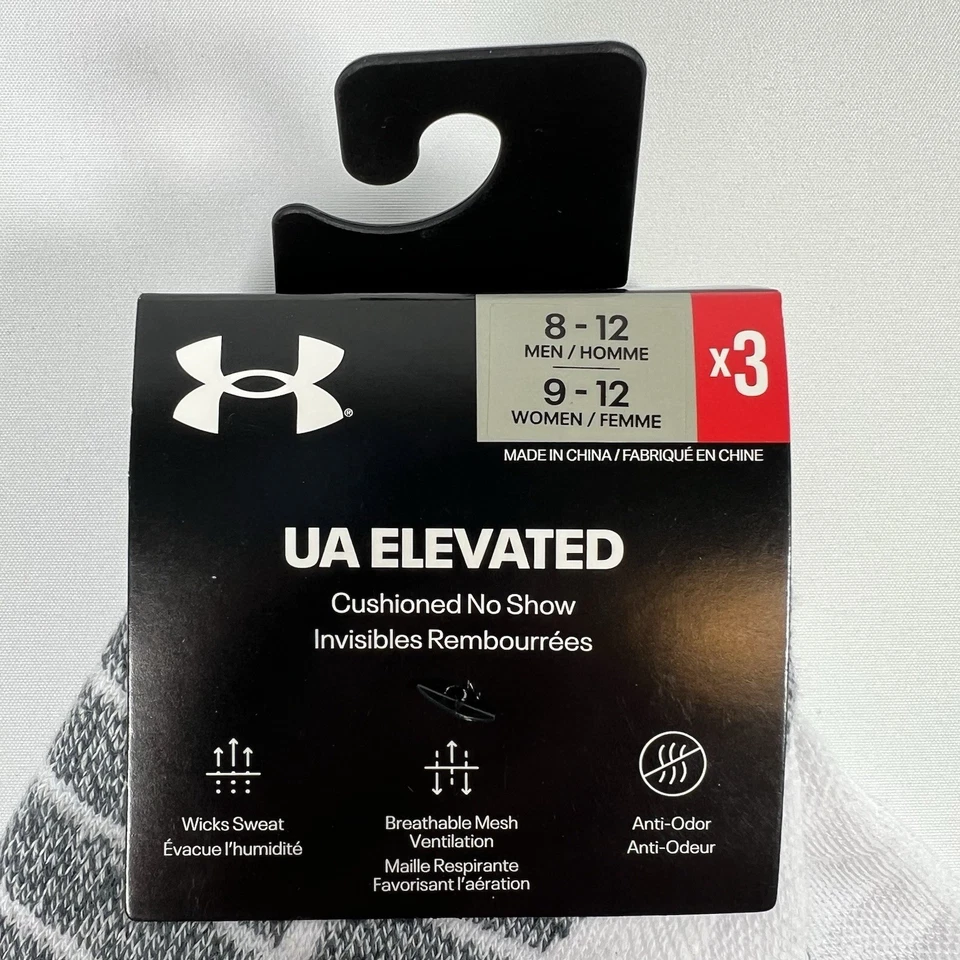 8 - 12
MEN / HOMME
9 - 12
WOMEN / FEMME
x3
MADE IN CHINA / FABRIQUÉ EN CHINE
®
UA ELEVATED
Cushioned No Show
Invisibles Rembourrées
Wicks Sweat
Évacue l'humidité
Breathable Mesh
Ventilation
Maille Respirante
Favorisant l'aération
Anti-Odor
Anti-Odeur